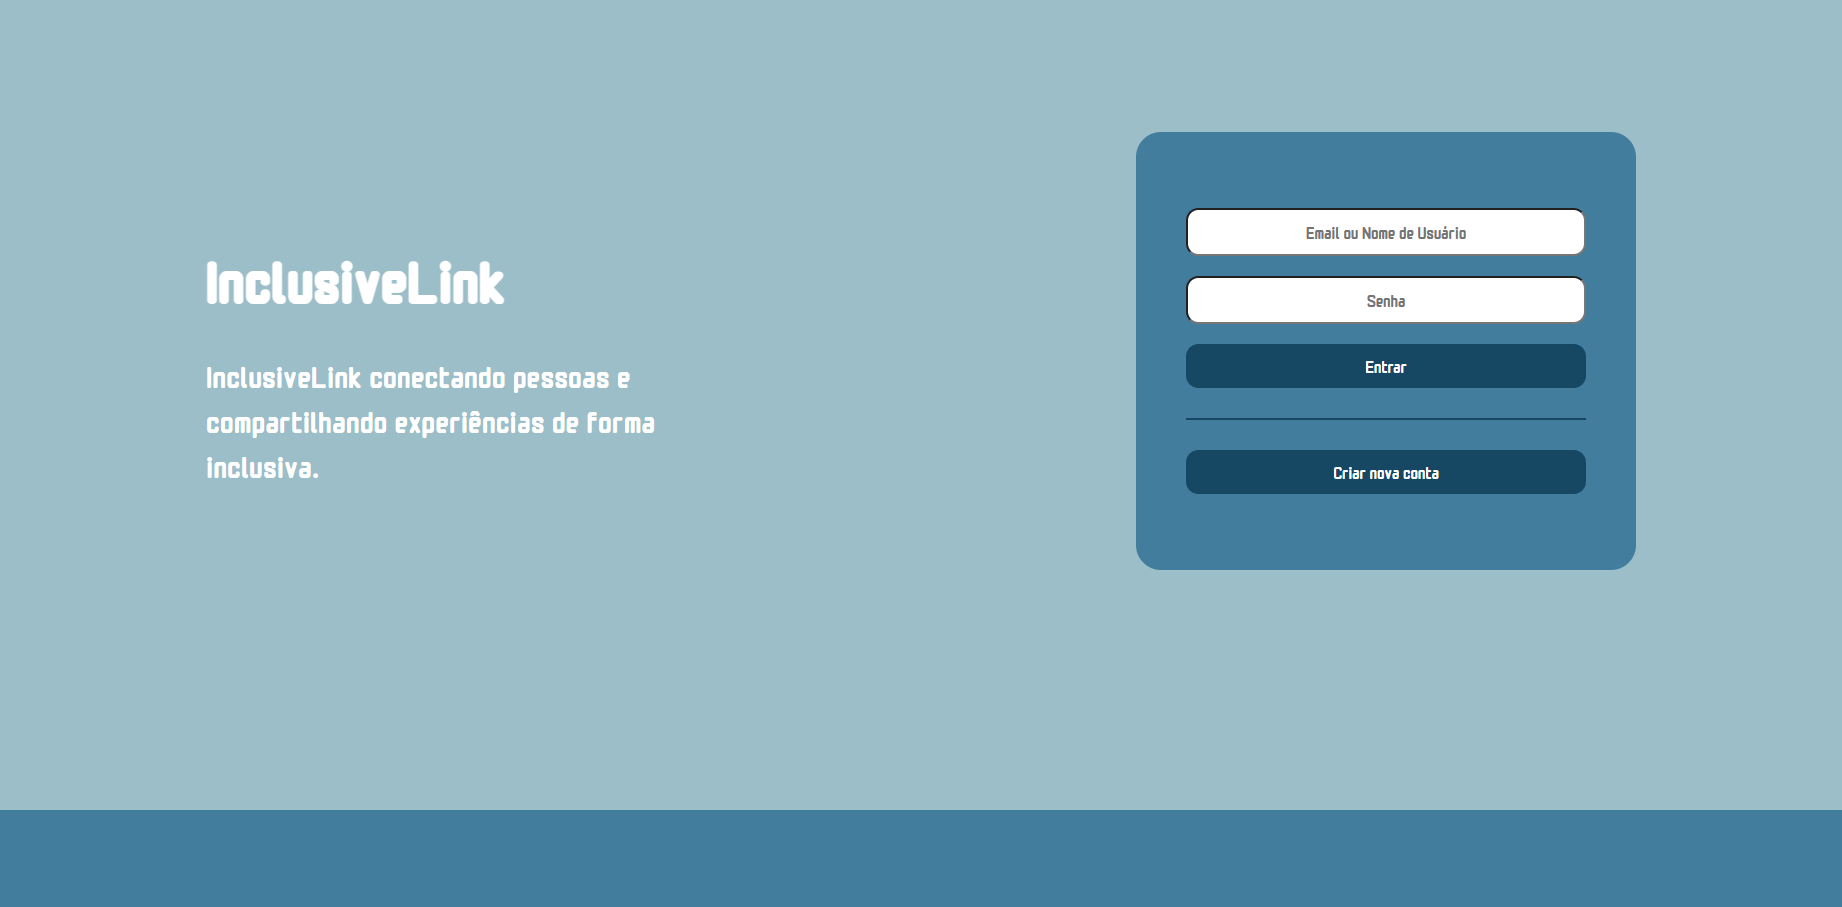 InclusiveLink
InclusiveLink conectando pessoas e
compartilhando experiências de forma
inclusiva.
Email ou Nome de Usuário
Senha
Entrar
Criar nova conta